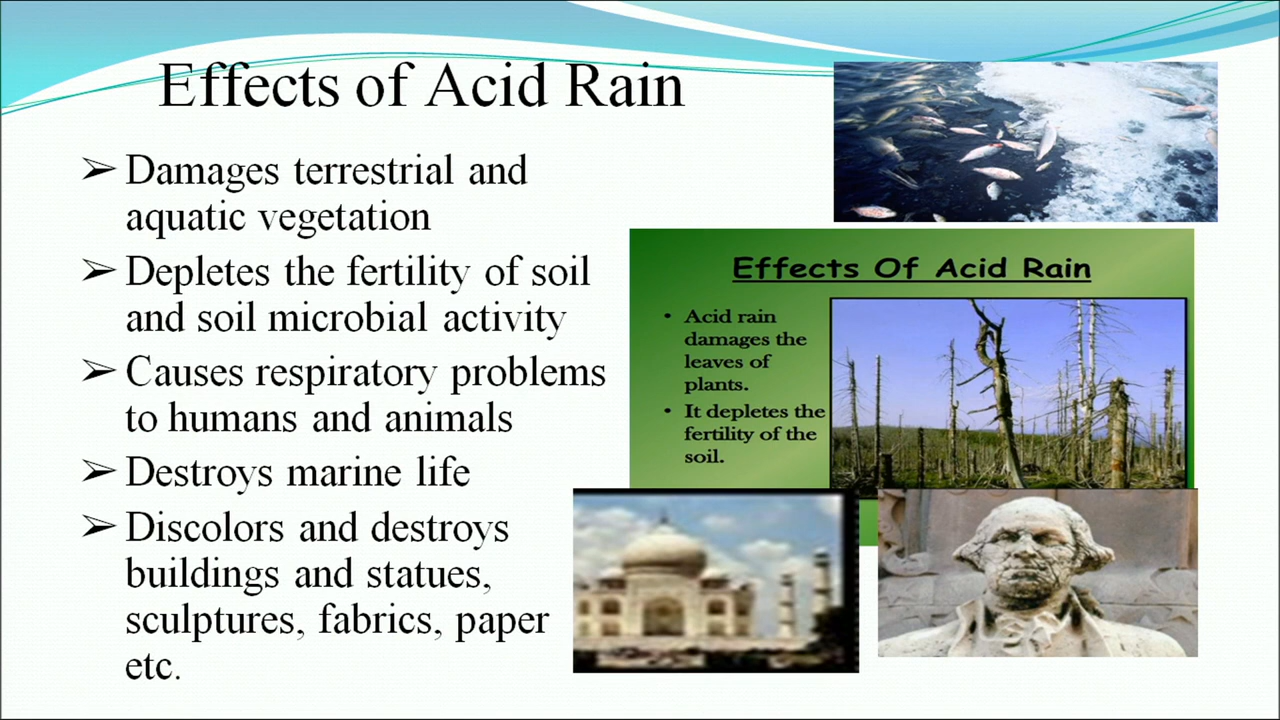 Effects of Acid Rain
➢ Damages terrestrial and
aquatic vegetation
➢ Depletes the fertility of soil
and soil microbial activity
➢ Causes respiratory problems
to humans and animals
➢ Destroys marine life
➢ Discolors and destroys
buildings and statues,
sculptures, fabrics, paper
etc.
Effects Of Acid Rain
• Acid rain
damages the
leaves of
plants.
• It depletes the
fertility of the
soil.